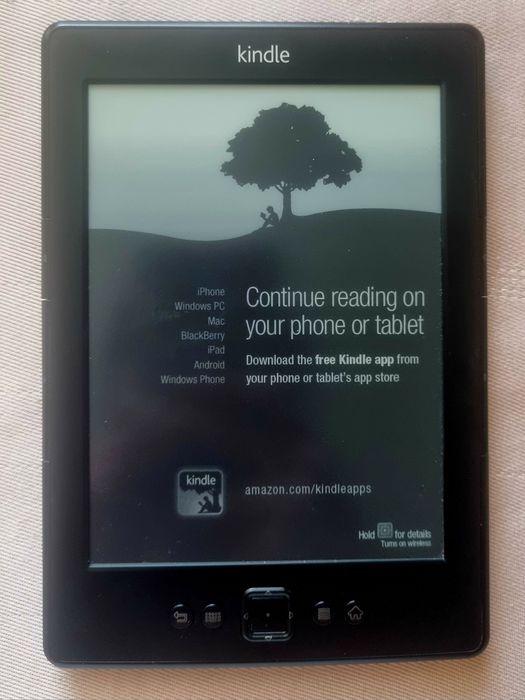 kindle
iPhone
Windows PC
Mac
BlackBerry
iPad
Android
Windows Phone
Continue reading on
your phone or tablet
Download the free Kindle app from
your phone or tablet's app store
kindle
amazon.com/kindleapps
Hold for details
Turns on wireless